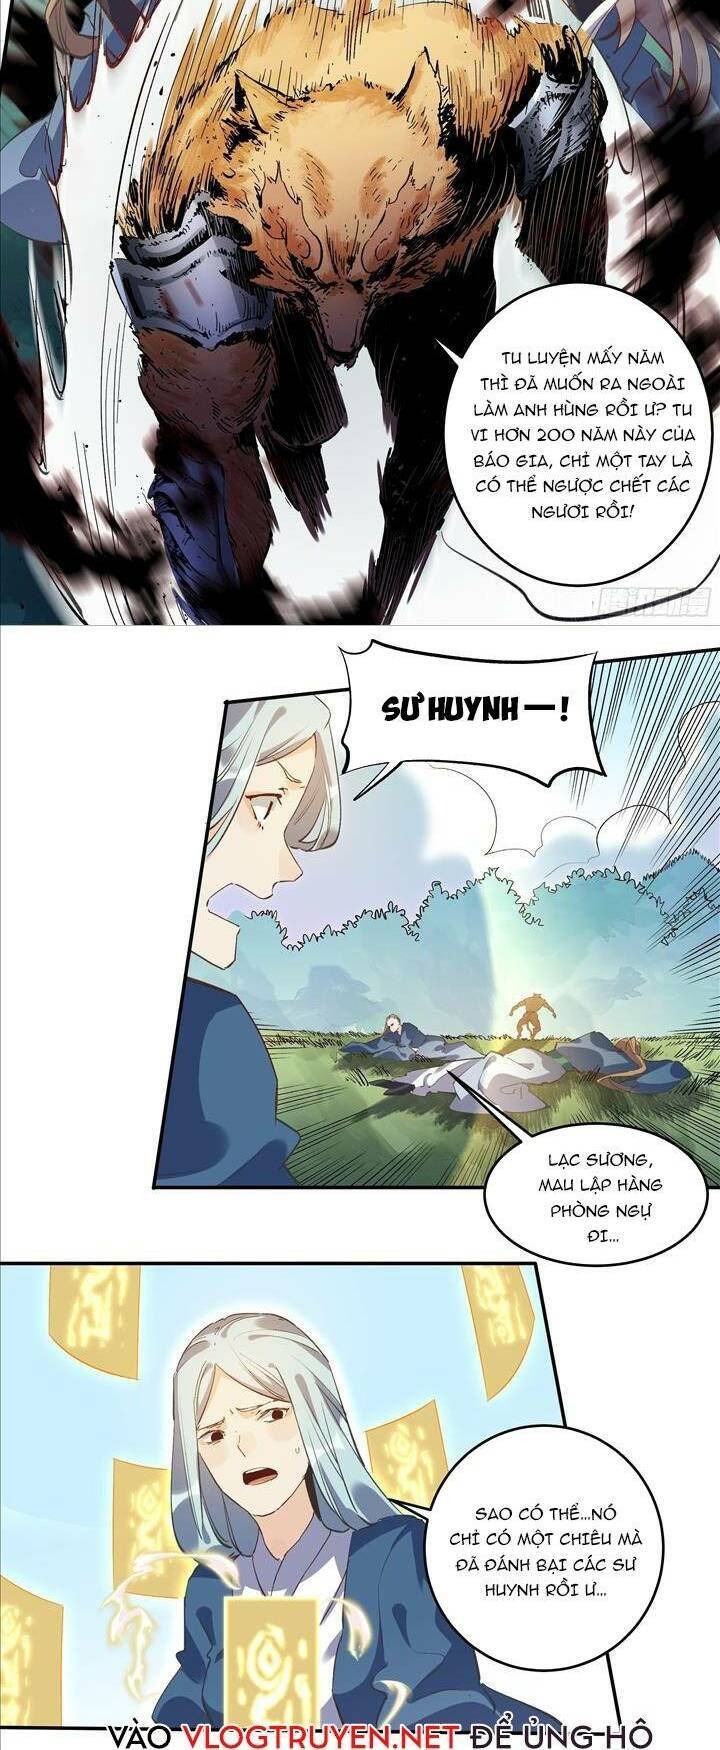 TU LUYỆN MẤY NĂM
THÌ ĐÃ MUỐN RA NGOÀI
LÀM ANH HÙNG RỒI Ư? TU
VI HƠN 200 NĂM NÀY CỦA
BÁO GIA, CHỈ MỘT TAY LÀ
CÓ THỂ NGƯỢC CHẾT CÁC
NGƯƠI RỒI!
SƯ HUYNH —!
LẠC SƯƠNG,
MAU LẬP HÀNG
PHÒNG NGỰ
ĐI...
SAO CÓ THỂ...NÓ
CHỈ CÓ MỘT CHIÊU MÀ
ĐÃ ĐÁNH BẠI CÁC SƯ
HUYNH RỒI Ư...
VÀO VLOGTRUYEN.NET ĐỂ ỦNG HỘ